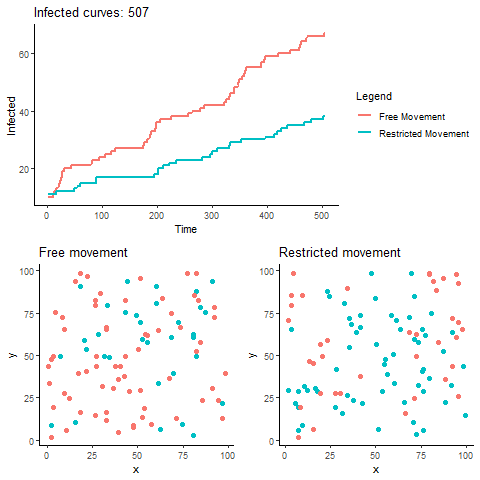 Infected curves: 507
Infected
60
40
20
0
100
200
300
400
500
Time
Legend
Free Movement
Restricted Movement
Free movement
y
100
75
50
25
0
0
25
50
75
100
x
Restricted movement
y
100
75
50
25
0
0
25
50
75
100
x